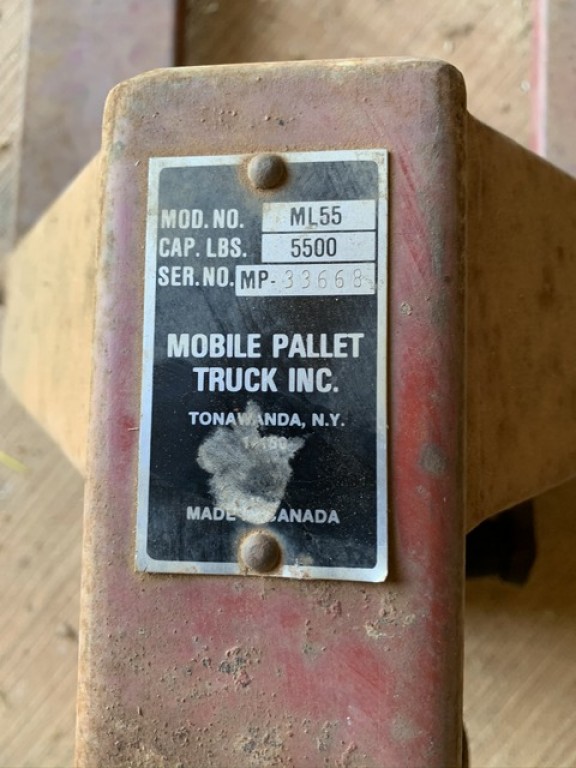 MOD. NO. ML55
CAP. LBS. 5500
SER. NO. MP-33668
MOBILE PALLET
TRUCK INC.
TONAWANDA, N.Y.
MADE CANADA